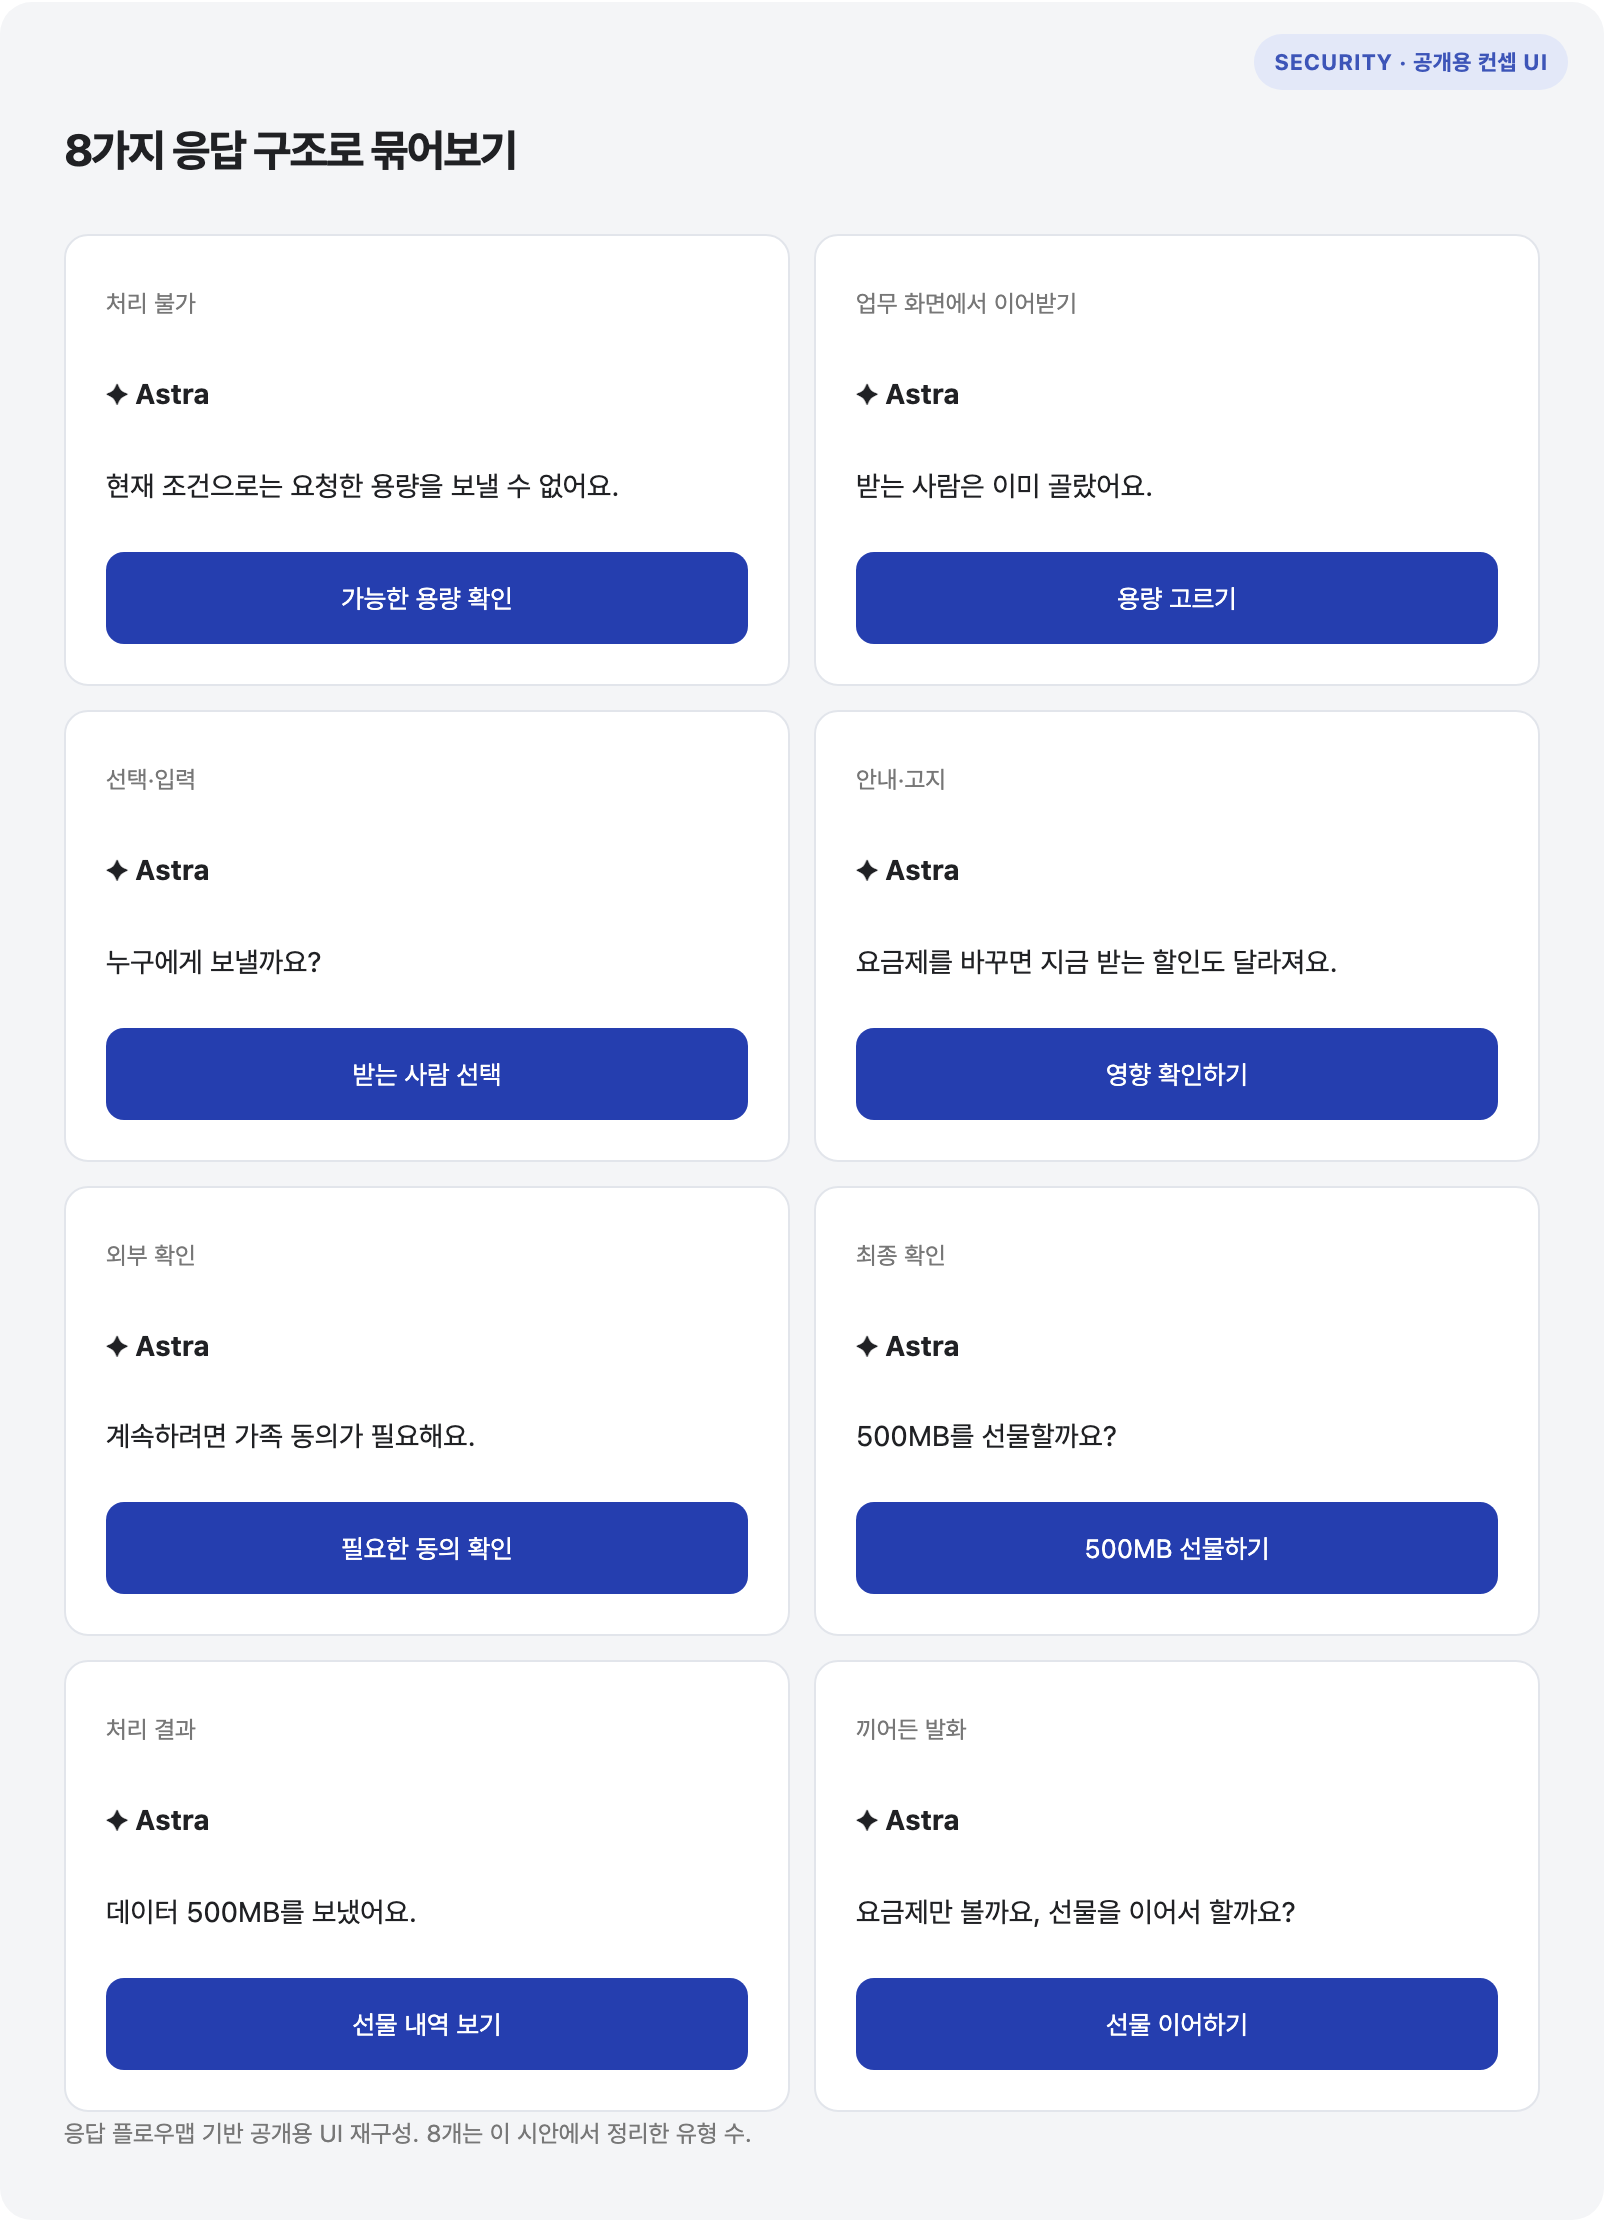 SECURITY · 공개용 컨셉 UI
8가지 응답 구조로 묶어보기
처리 불가
✦ Astra
현재 조건으로는 요청한 용량을 보낼 수 없어요.
가능한 용량 확인
업무 화면에서 이어받기
✦ Astra
받는 사람은 이미 골랐어요.
용량 고르기
선택·입력
✦ Astra
누구에게 보낼까요?
받는 사람 선택
안내·고지
✦ Astra
요금제를 바꾸면 지금 받는 할인도 달라져요.
영향 확인하기
외부 확인
✦ Astra
계속하려면 가족 동의가 필요해요.
필요한 동의 확인
최종 확인
✦ Astra
500MB를 선물할까요?
500MB 선물하기
처리 결과
✦ Astra
데이터 500MB를 보냈어요.
선물 내역 보기
끼어든 발화
✦ Astra
요금제만 볼까요, 선물을 이어서 할까요?
선물 이어하기
응답 플로우맵 기반 공개용 UI 재구성. 8개는 이 시안에서 정리한 유형 수.